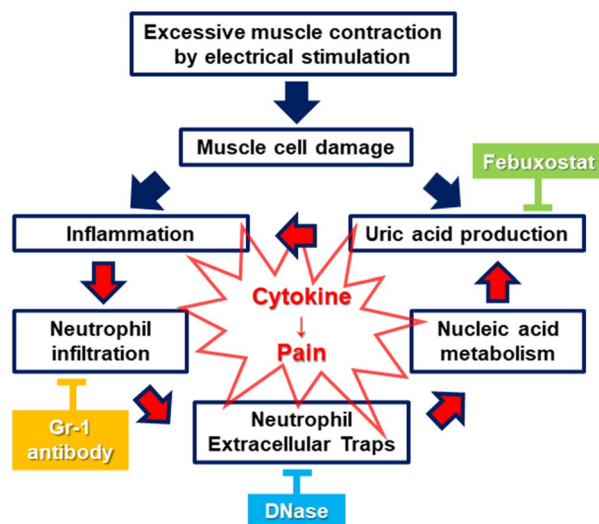 Excessive muscle contraction
by electrical stimulation
Muscle cell damage
Febuxostat
Inflammation
Uric acid production
Cytokine
↓
Pain
Neutrophil
infiltration
Nucleic acid
metabolism
Gr-1
antibody
Neutrophil
Extracellular Traps
DNase